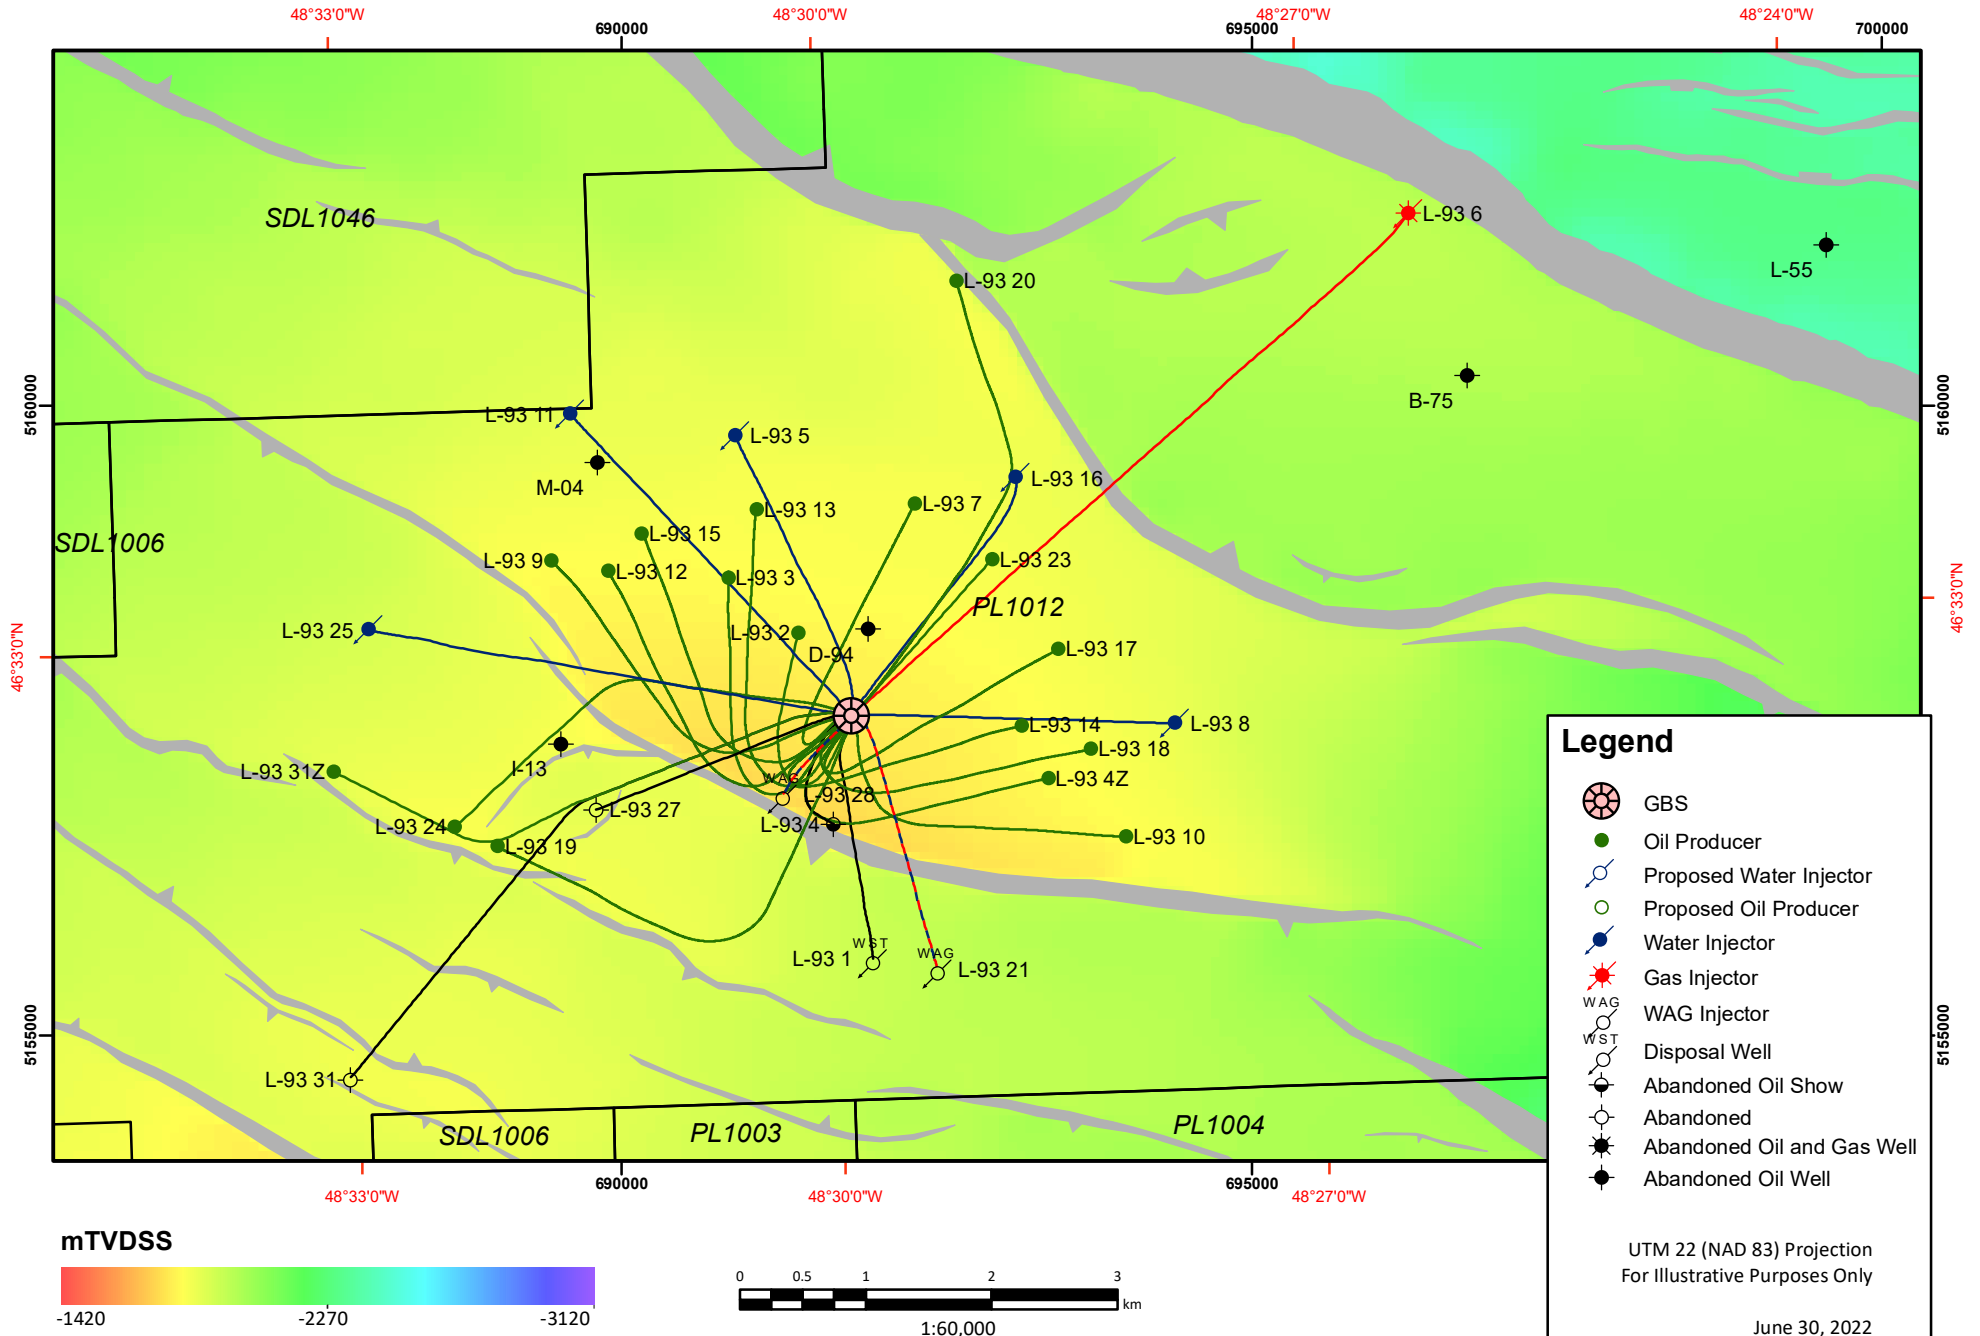 48°33'0"W 48°30'0"W 48°27'0"W 48°24'0"W
690000 695000 700000
SDL1046
L-93 6
L-55
L-93 20
B-75
5160000
5160000
L-93 11
L-93 5
M-04
L-93 16
L-93 13
L-93 7
L-93 15
SDL1006
L-93 9
L-93 12
L-93 3
L-93 23
PL1012
46°33'0"N
46°33'0"N
L-93 25
L-93 2
D-94
L-93 17
L-93 14
L-93 8
L-93 18
I-13
L-93 31Z
L-93 4Z
WAG
L-93 28
L-93 27
L-93 24
L-93 4
L-93 10
L-93 19
WST
WAG
L-93 1
L-93 21
5155000
5155000
L-93 31
SDL1006
PL1003
PL1004
48°33'0"W 48°30'0"W 48°27'0"W
690000 695000
Legend
GBS
Oil Producer
Proposed Water Injector
Proposed Oil Producer
Water Injector
Gas Injector
WAG
WAG Injector
WST
Disposal Well
Abandoned Oil Show
Abandoned
Abandoned Oil and Gas Well
Abandoned Oil Well
UTM 22 (NAD 83) Projection
For Illustrative Purposes Only
June 30, 2022
mTVDSS
-1420 -2270 -3120
0 0.5 1 2 3
km
1:60,000